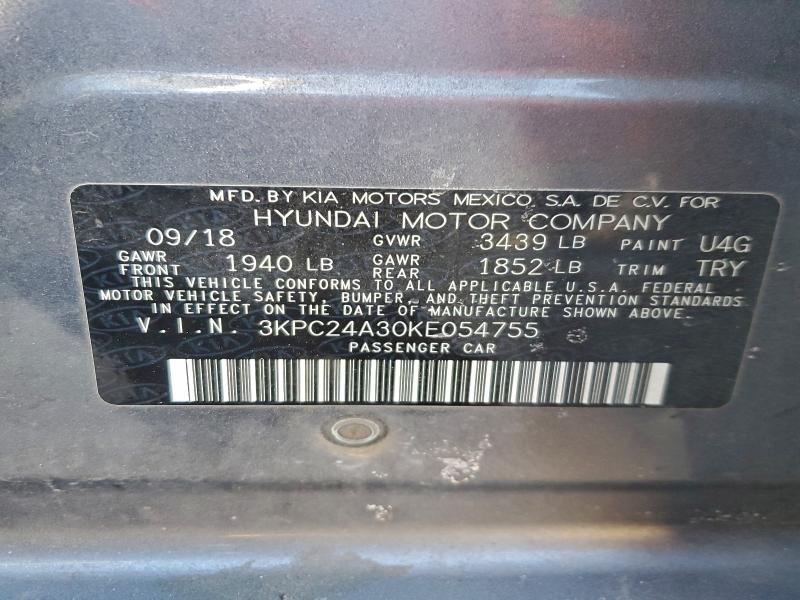 MFD. BY KIA MOTORS MEXICO, S.A. DE C.V. FOR
HYUNDAI MOTOR COMPANY
09/18 GVWR 3439 LB PAINT U4G
GAWR FRONT 1940 LB GAWR REAR 1852 LB TRIM TRY
THIS VEHICLE CONFORMS TO ALL APPLICABLE U.S.A. FEDERAL
MOTOR VEHICLE SAFETY, BUMPER, AND THEFT PREVENTION STANDARDS
IN EFFECT ON THE DATE OF MANUFACTURE SHOWN ABOVE.
V.I.N. 3KPC24A30KE054755
PASSENGER CAR